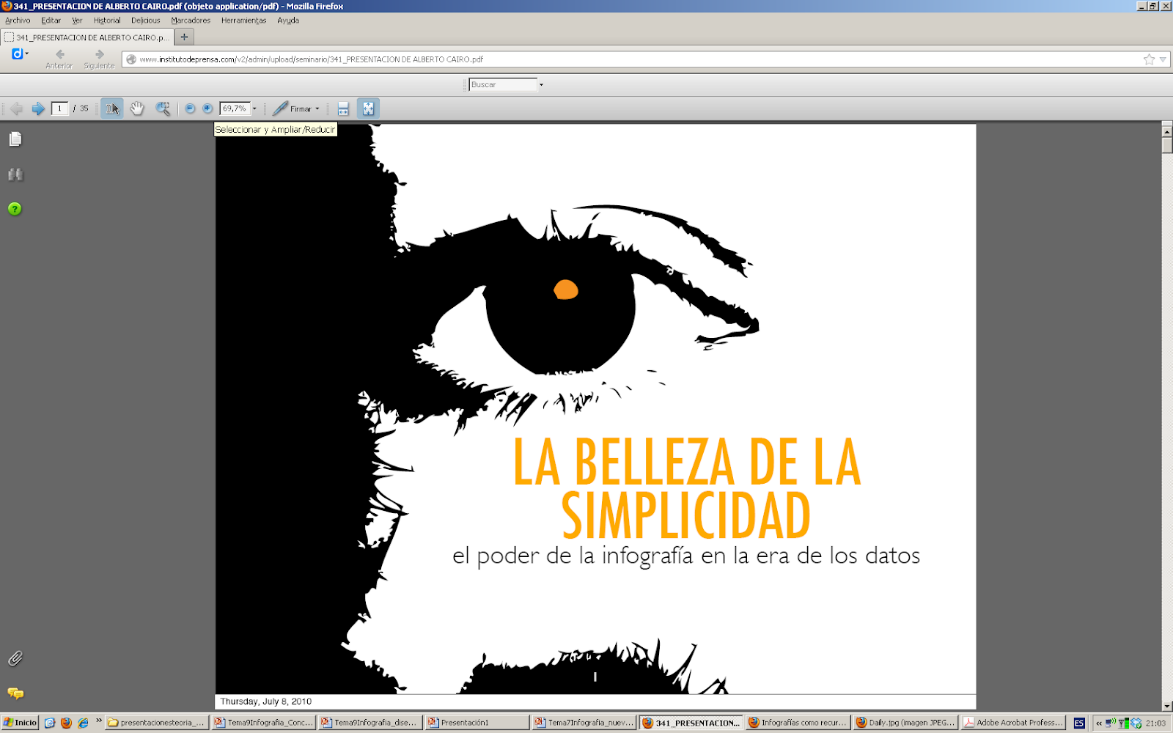 341_PRESENTACION DE ALBERTO CAIRO.pdf (objeto application/pdf) - Mozilla Firefox
Archivo Editar Ver Historial Delicious Marcadores Herramientas Ayuda
341_PRESENTACION DE ALBERTO CAIRO.p...
Anterior Siguiente www.institutodeprensa.com/v2/admin/upload/seminario/341_PRESENTACION DE ALBERTO CAIRO.pdf
Buscar
1 / 35 69,7% Firmar
Seleccionar y Ampliar/Reducir
LA BELLEZA DE LA
SIMPLICIDAD
el poder de la infografía en la era de los datos
Thursday, July 8, 2010
Inicio » presentacionestecria_... Tema9Infografia_Conc... Tema9Infografia_dise... Presentación1 Tema7Infografia_nuev... 341_PRESENTACION... Infografías como recur... Daily.jpg (imagen JPEG... Adobe Acrobat Profess... ES « 21:03